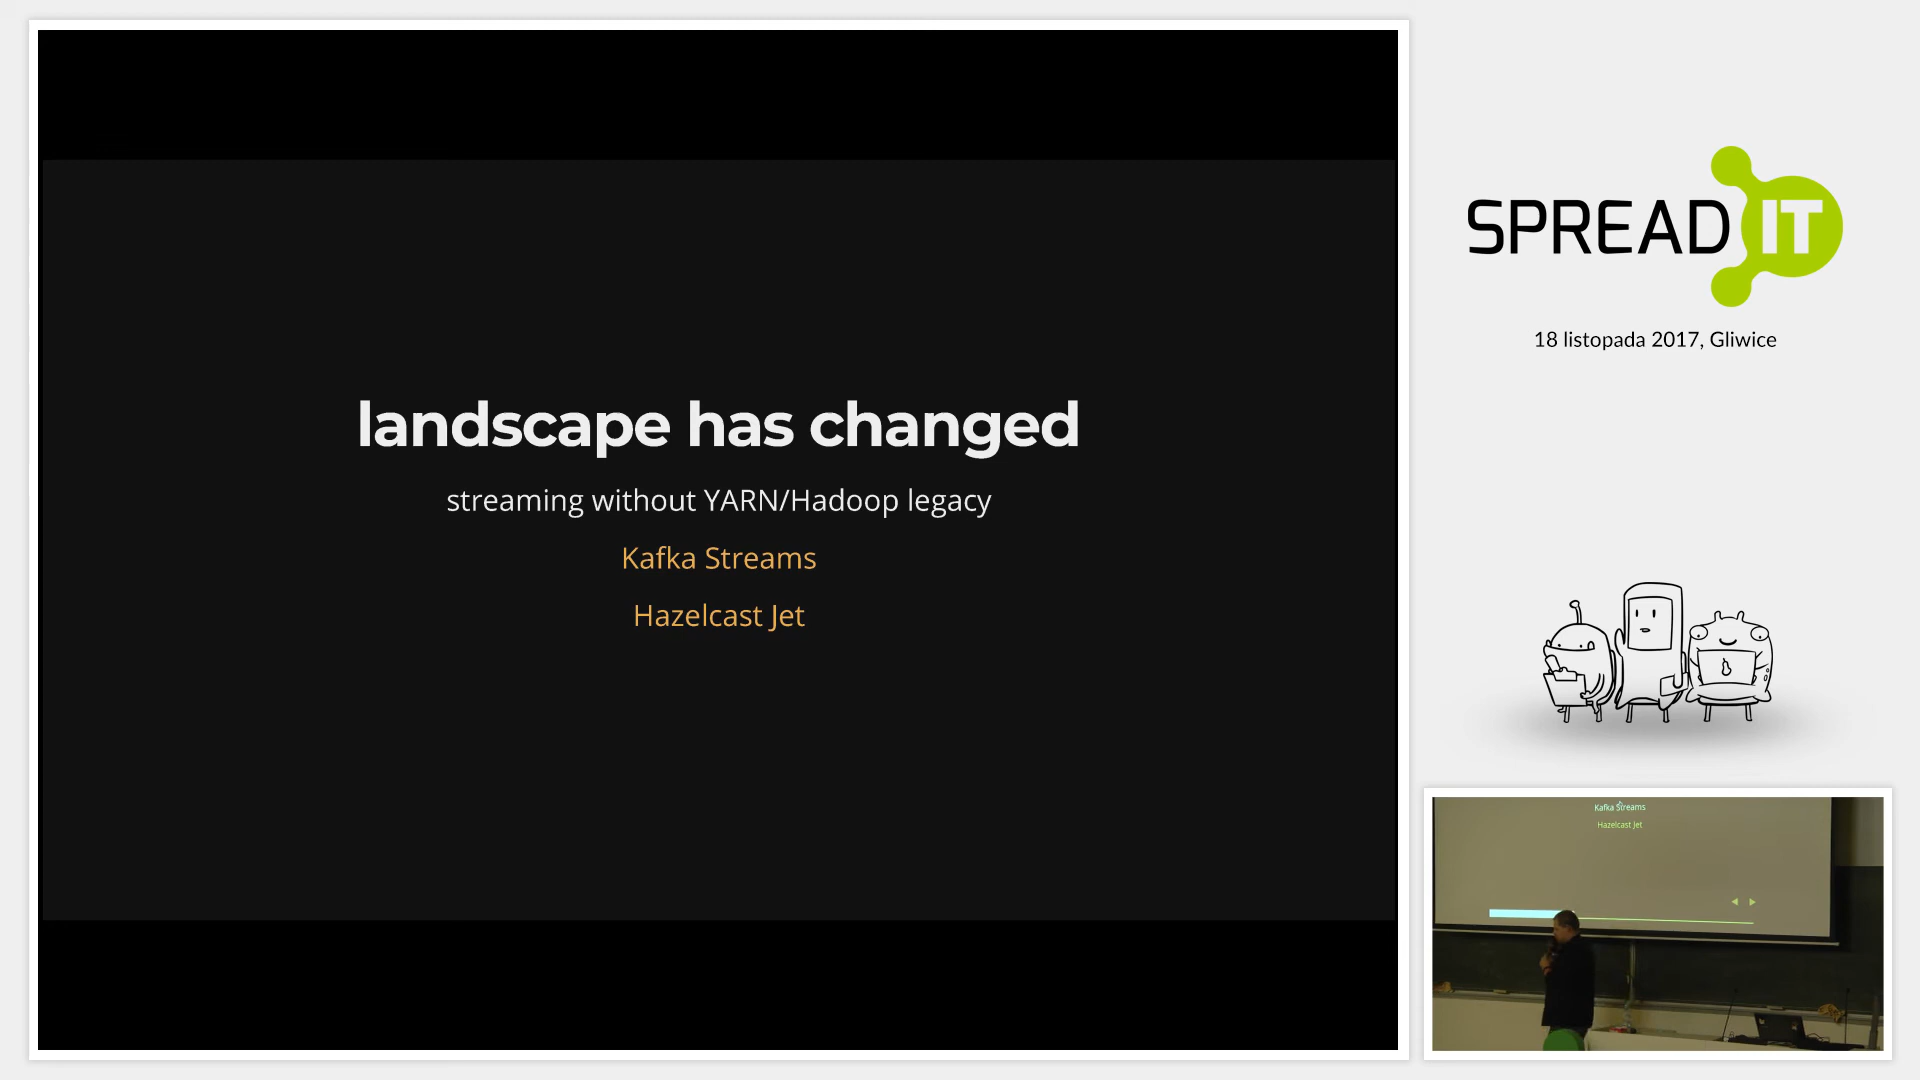 landscape has changed
streaming without YARN/Hadoop legacy
Kafka Streams
Hazelcast Jet
SPREAD IT
18 listopada 2017, Gliwice
Kafka Streams
Hazelcast Jet